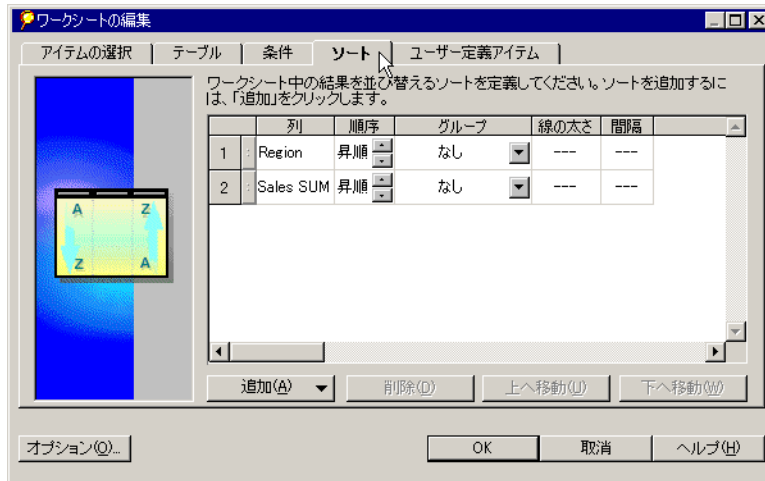 ワークシートの編集
アイテムの選択 テーブル 条件 ソート ユーザー定義アイテム
ワークシート中の結果を並び替えるソートを定義してください。ソートを追加するに
は、「追加」をクリックします。
列 順序 グループ 線の太さ 間隔
1 Region 昇順 なし --- ---
2 Sales SUM 昇順 なし --- ---
A Z
Z A
追加(A) 削除(D) 上へ移動(U) 下へ移動(W)
オプション(O)... OK 取消 ヘルプ(H)